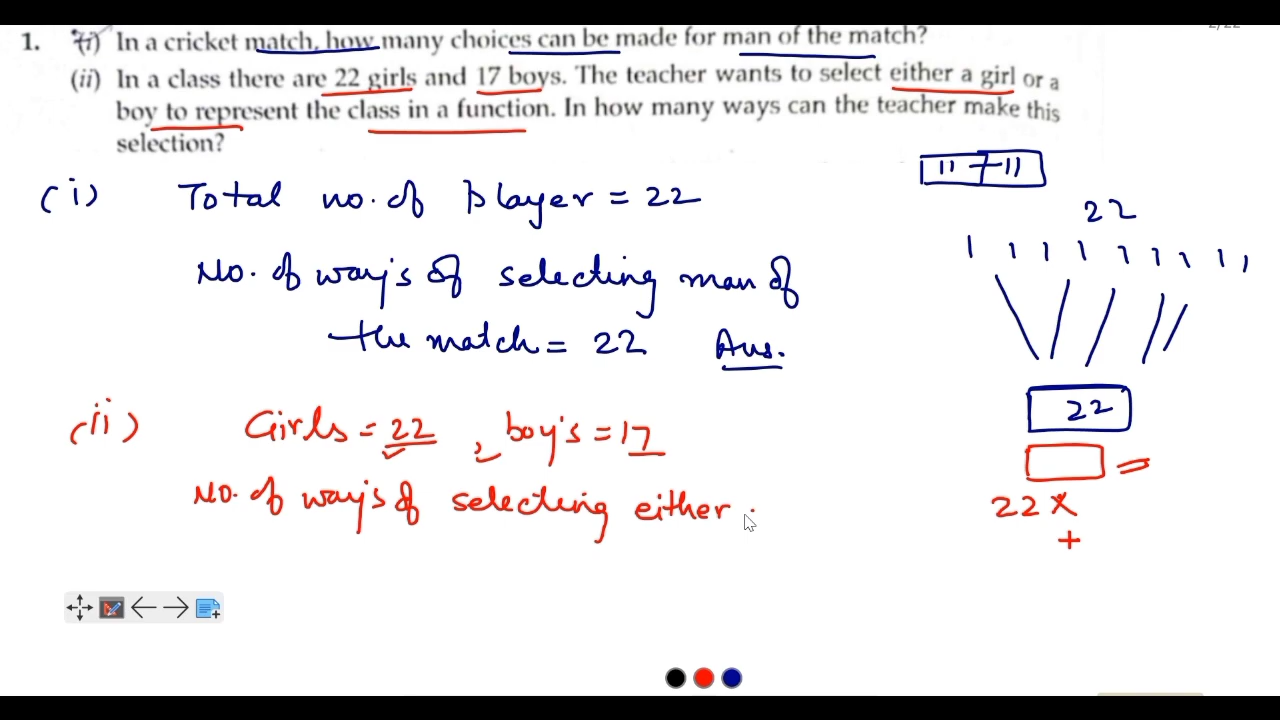 1. (i) In a cricket match, how many choices can be made for man of the match?
(ii) In a class there are 22 girls and 17 boys. The teacher wants to select either a girl or a
boy to represent the class in a function. In how many ways can the teacher make this
selection?
11 + 11
(i) Total no. of player = 22
22
No. of way's of selecting man of
the match = 22 Ans.
22
(ii) Girls = 22, boy's = 17
=
No. of way's of selecting either
22 x
+